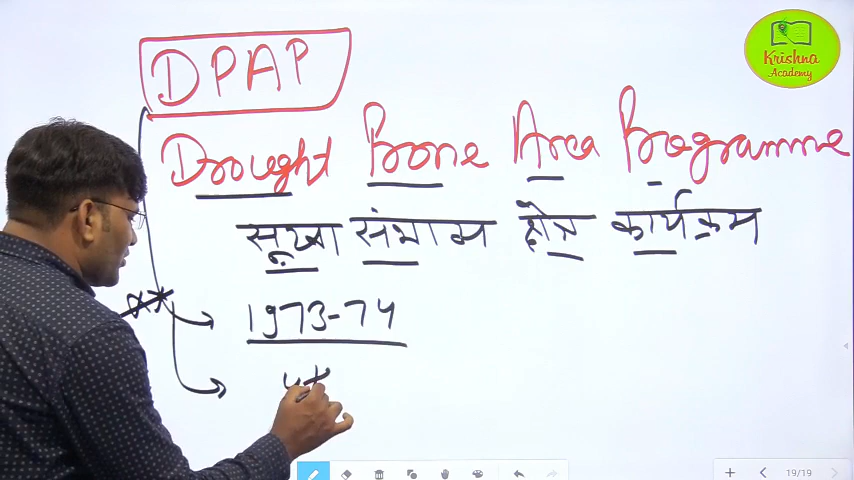 Krishna
Academy
DPAP
Drought Prone Area Programme
सूखा संभाव्य क्षेत्र कार्यक्रम
1973-74
19/19